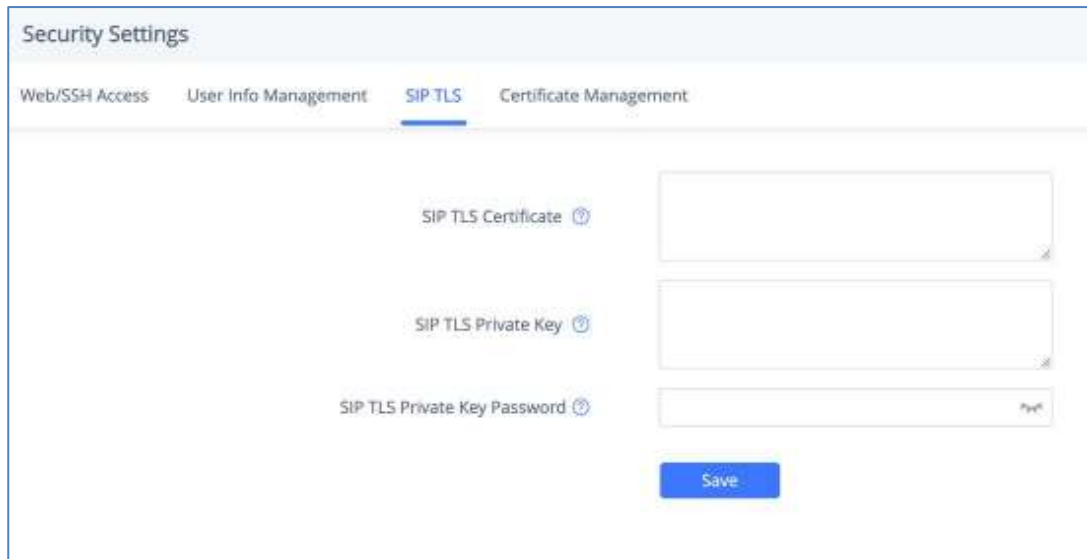 Security Settings
Web/SSH Access User Info Management SIP TLS Certificate Management
SIP TLS Certificate
SIP TLS Private Key
SIP TLS Private Key Password
Save